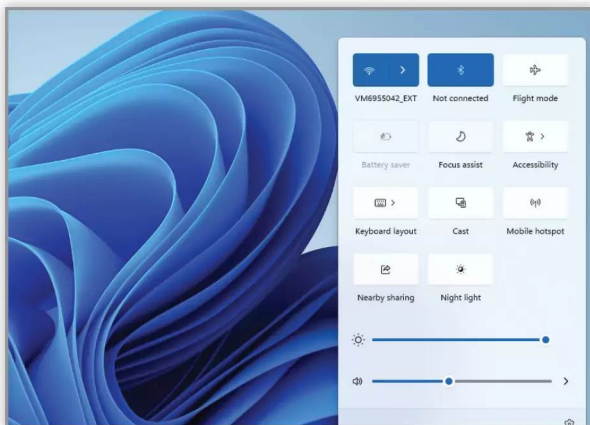 VM6955042_EXT Not connected Flight mode
Battery saver Focus assist Accessibility
Keyboard layout Cast Mobile hotspot
Nearby sharing Night light